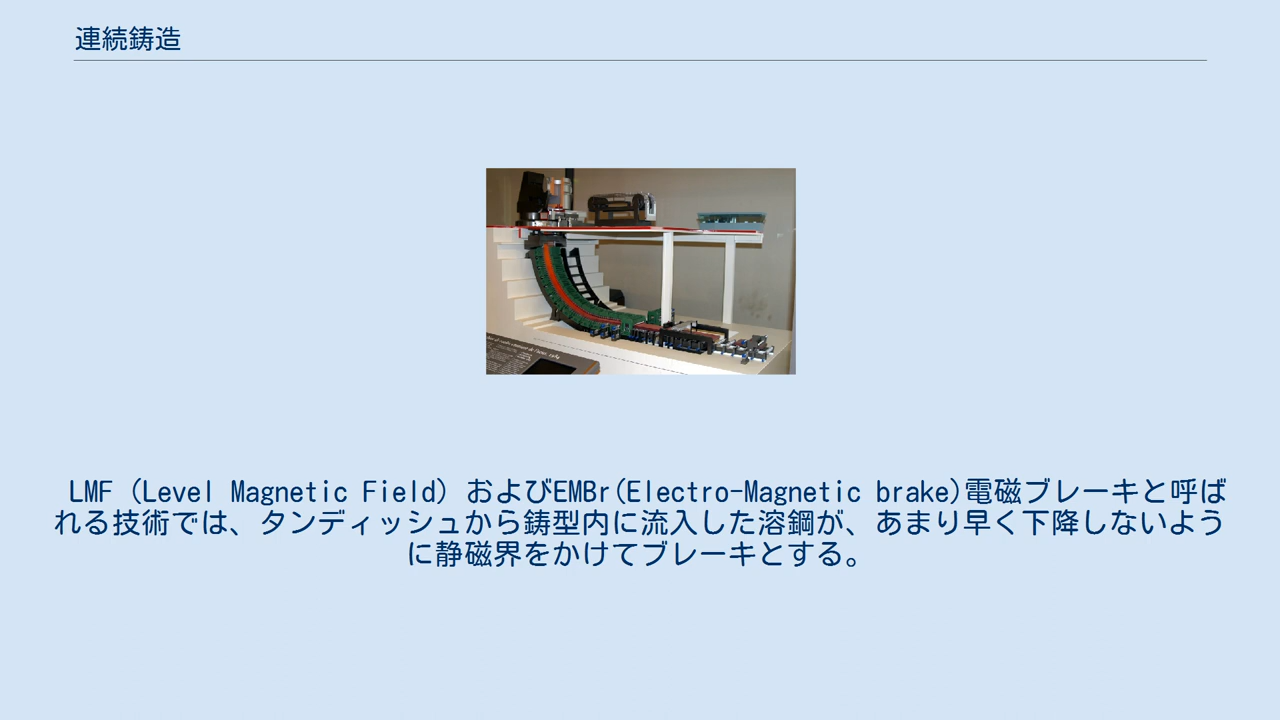 連続鋳造
LMF (Level Magnetic Field) およびEMBr(Electro-Magnetic brake)電磁ブレーキと呼ば
れる技術では、タンディッシュから鋳型内に流入した溶鋼が、あまり早く下降しないよう
に静磁界をかけてブレーキとする。